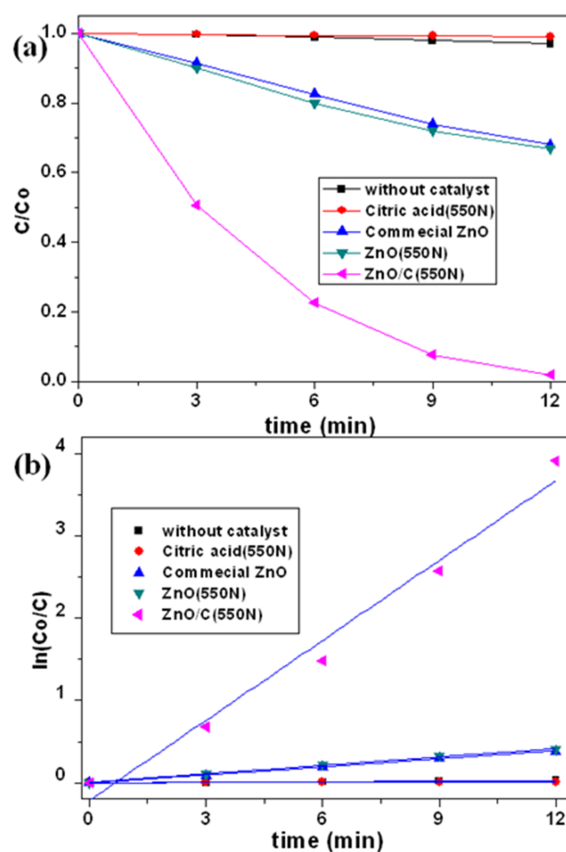 (a)
1.0
0.8
0.6
0.4
0.2
0.0
C/Co
without catalyst
Citric acid(550N)
Commecial ZnO
ZnO(550N)
ZnO/C(550N)
0 3 6 9 12
time (min)
(b)
4
3
2
1
0
ln(Co/C)
without catalyst
Citric acid(550N)
Commecial ZnO
ZnO(550N)
ZnO/C(550N)
0 3 6 9 12
time (min)